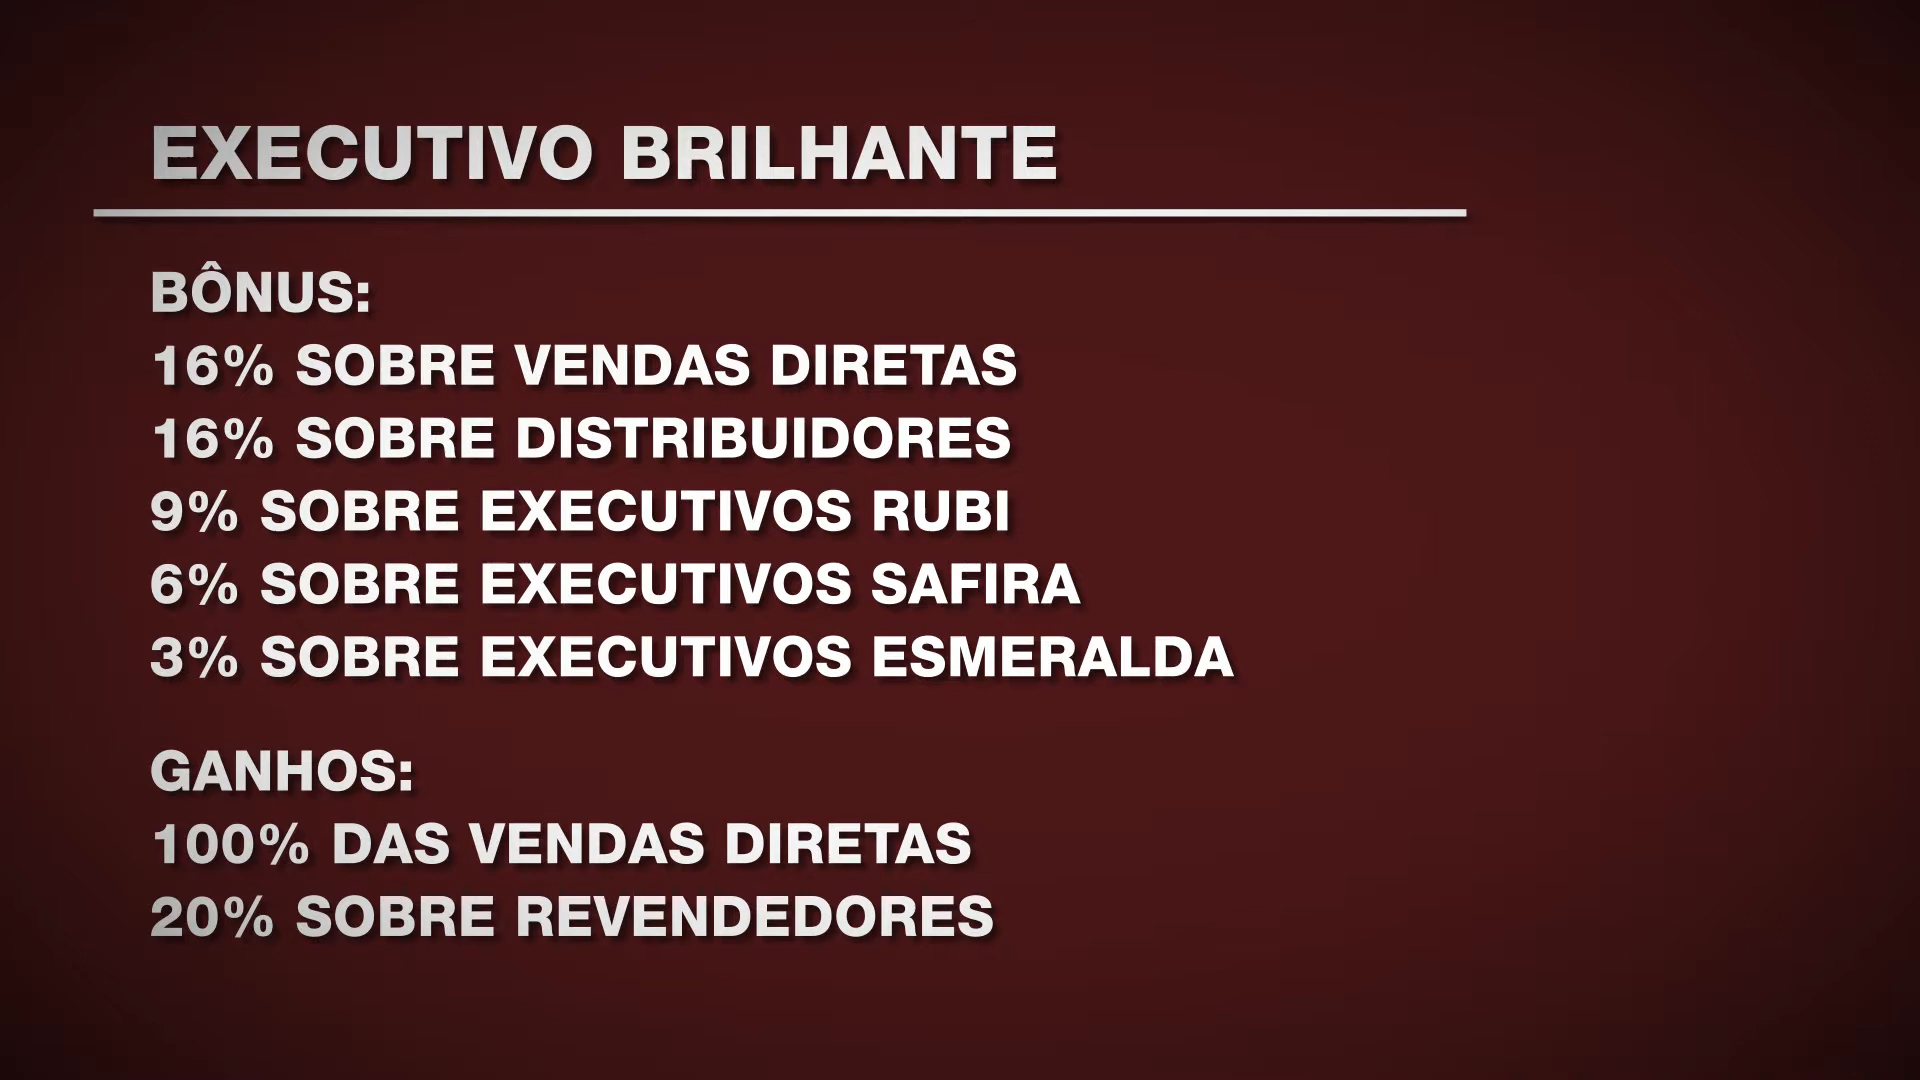 EXECUTIVO BRILHANTE
BÔNUS:
16% SOBRE VENDAS DIRETAS
16% SOBRE DISTRIBUIDORES
9% SOBRE EXECUTIVOS RUBI
6% SOBRE EXECUTIVOS SAFIRA
3% SOBRE EXECUTIVOS ESMERALDA
GANHOS:
100% DAS VENDAS DIRETAS
20% SOBRE REVENDEDORES